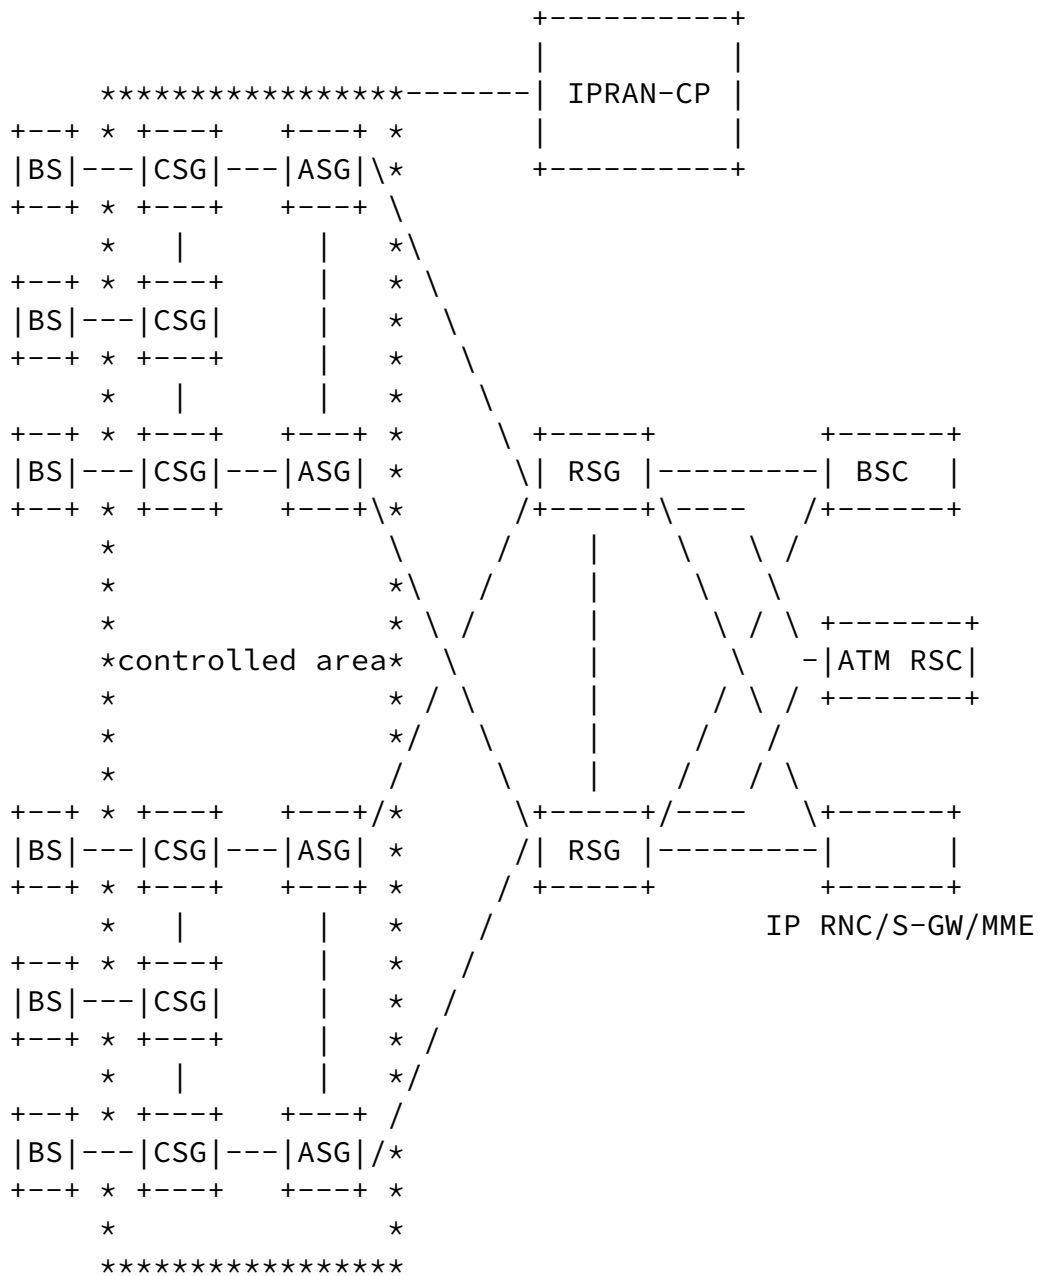 IPRAN-CP
BS CSG ASG
BS CSG
BS CSG ASG RSG BSC
controlled area ATM RSC
BS CSG ASG RSG
IP RNC/S-GW/MME
BS CSG
BS CSG ASG